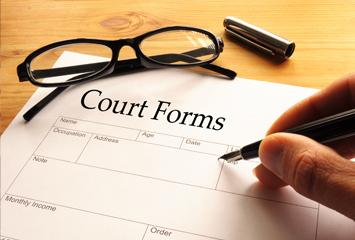 Court Forms
Name
Occupation Address Age Date
Note
Monthly Income
Order